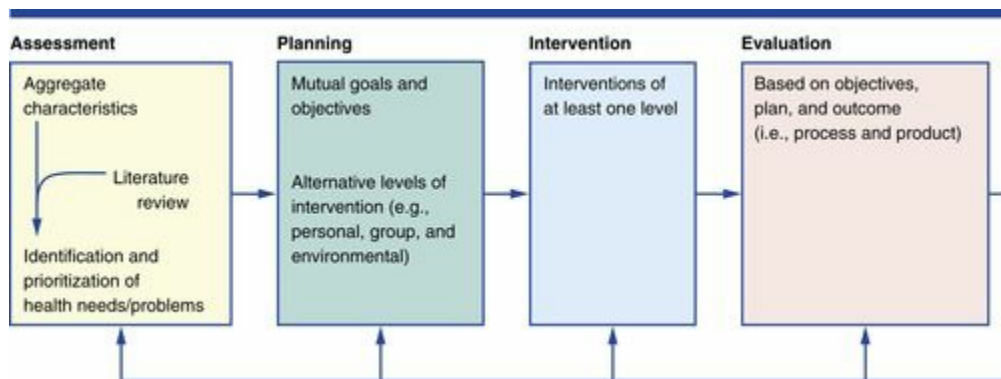 Assessment
Aggregate
characteristics
Literature
review
Identification and
prioritization of
health needs/problems
Planning
Mutual goals and
objectives
Alternative levels of
intervention (e.g.,
personal, group, and
environmental)
Intervention
Interventions of
at least one level
Evaluation
Based on objectives,
plan, and outcome
(i.e., process and product)